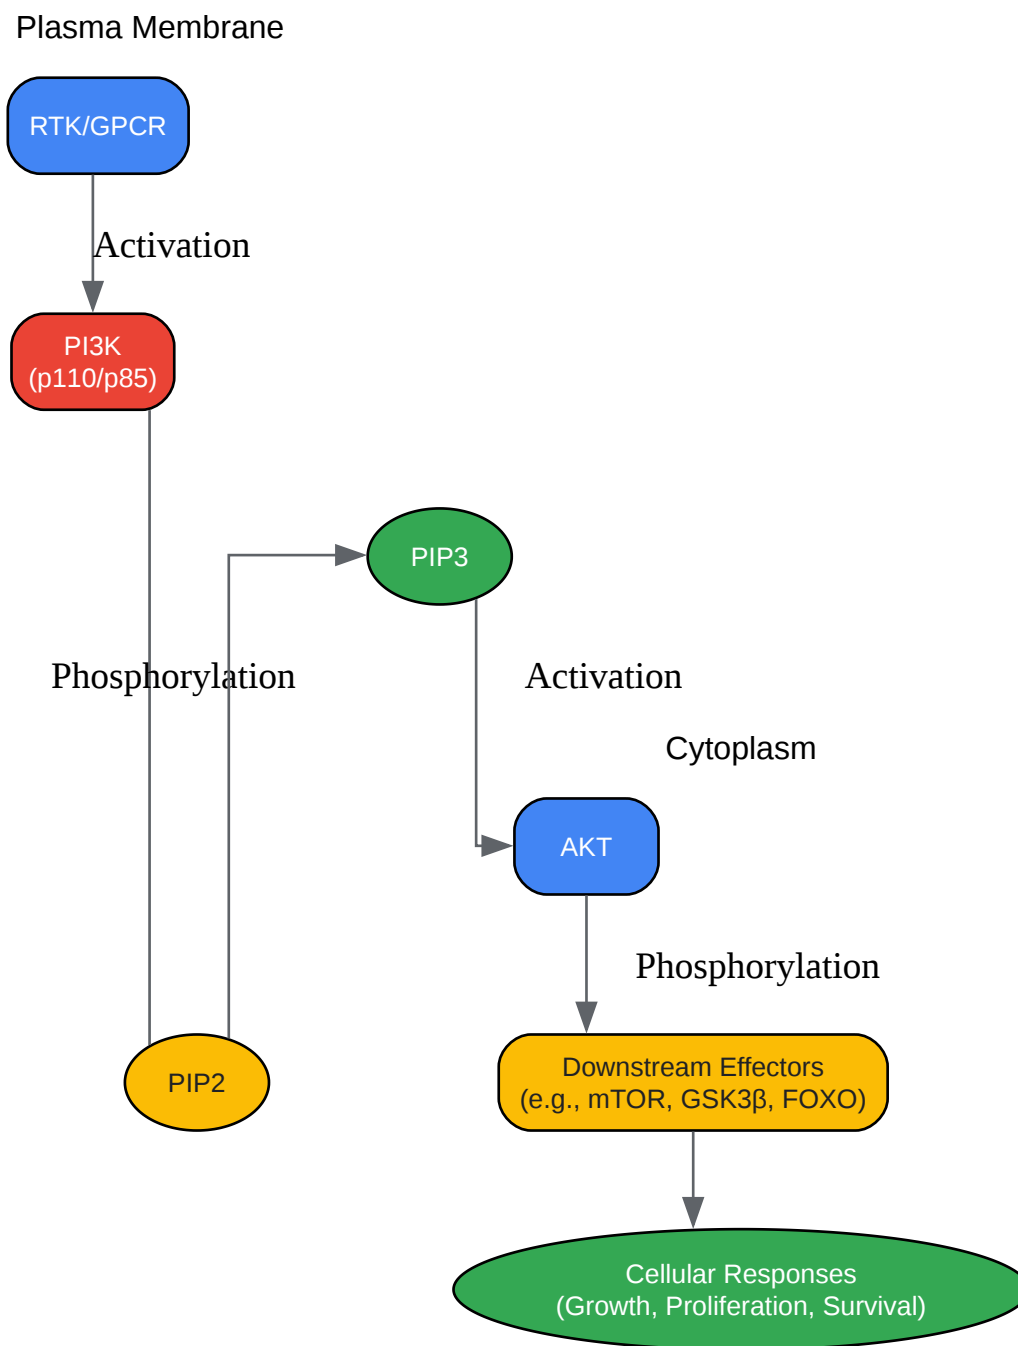 Plasma Membrane
RTK/GPCR
Activation
PI3K
(p110/p85)
PIP3
Phosphorylation
Activation
Cytoplasm
AKT
Phosphorylation
PIP2
Downstream Effectors
(e.g., mTOR, GSK3β, FOXO)
Cellular Responses
(Growth, Proliferation, Survival)